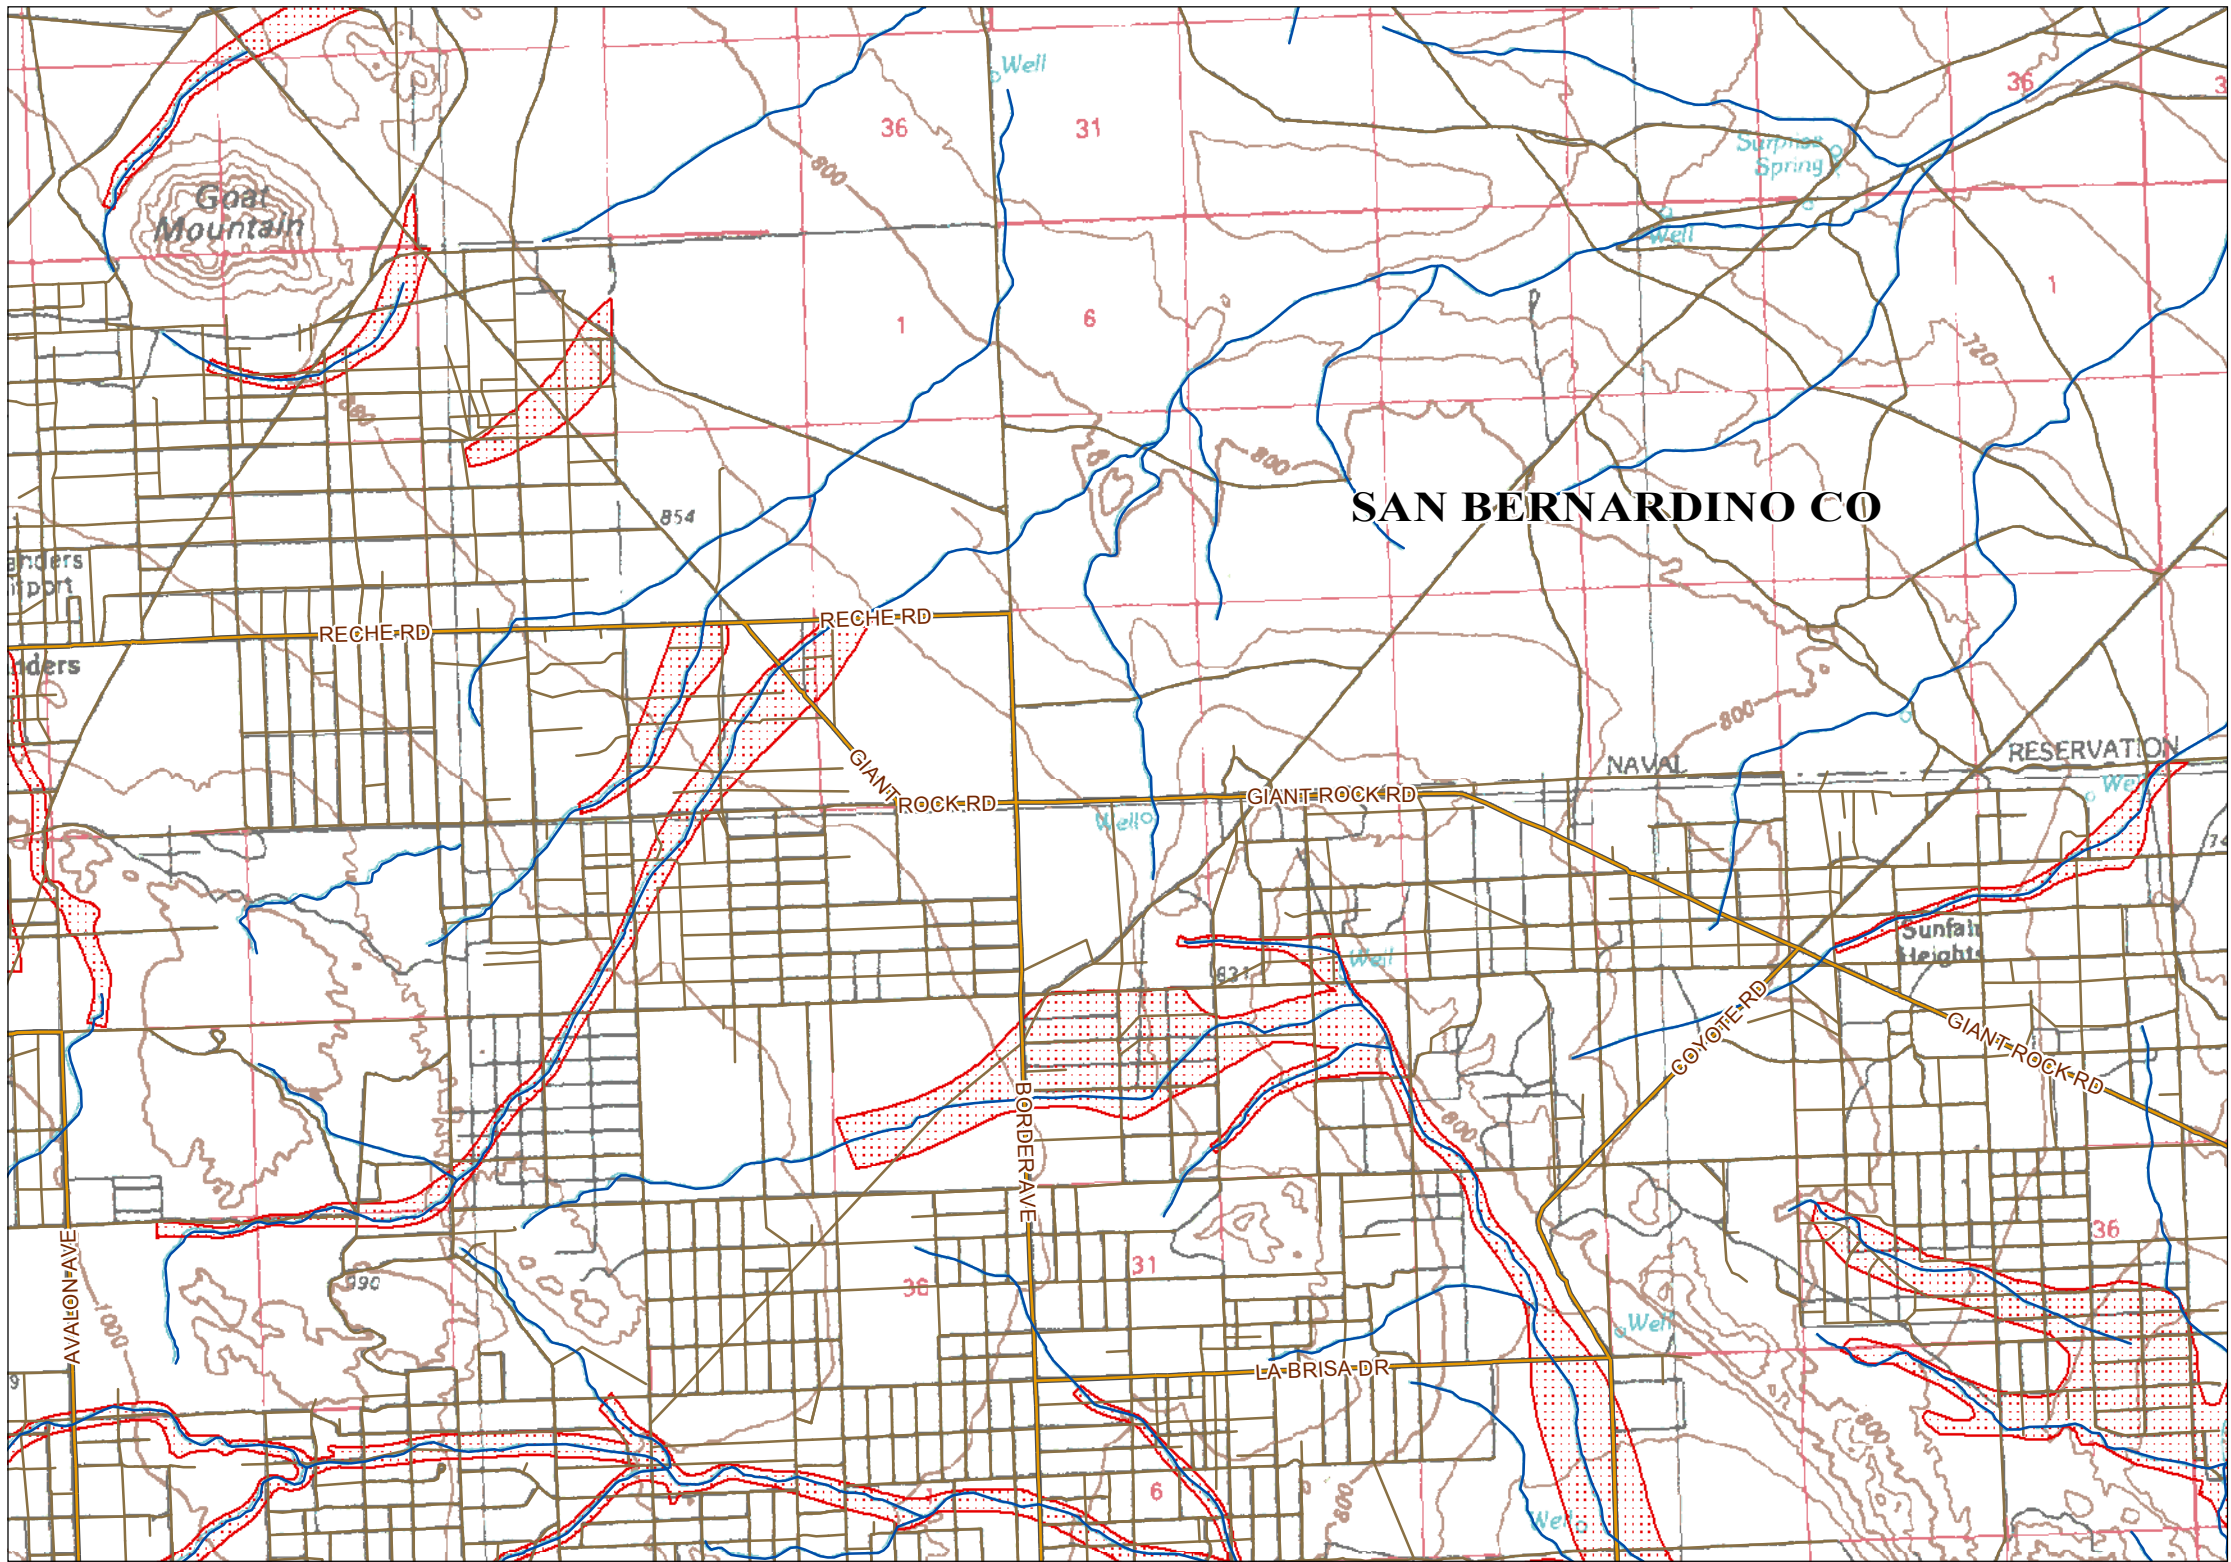 Well
36
36
31
Surprise
Spring
800
Goat
Mountain
Well
1
1
6
720
880
800
854
SAN BERNARDINO CO
RECHE RD
RECHE RD
800
NAVAL
RESERVATION
GIANT
ROCK RD
GIANT ROCK RD
Well
Sunfair
Heights
Well
831
COYOTE RD
GIANT ROCK RD
BORDER AVE
800
36
AVALON AVE
31
36
990
1000
Well
LA BRISA DR
800
6
800
Well